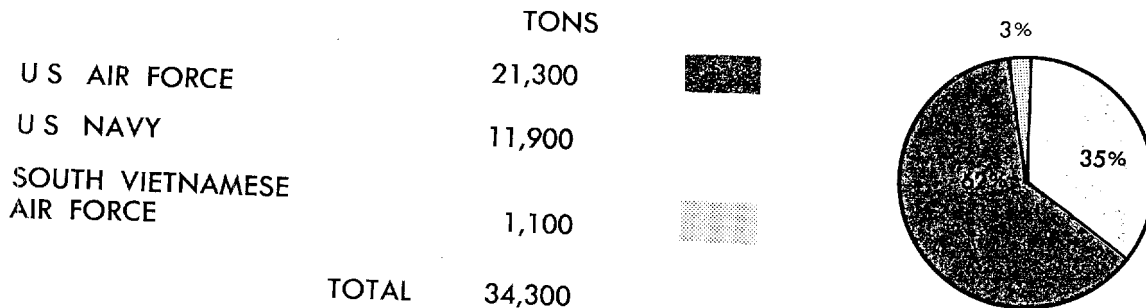 TONS
3%
U S AIR FORCE 21,300
U S NAVY 11,900
35%
SOUTH VIETNAMESE
AIR FORCE 1,100
TOTAL 34,300